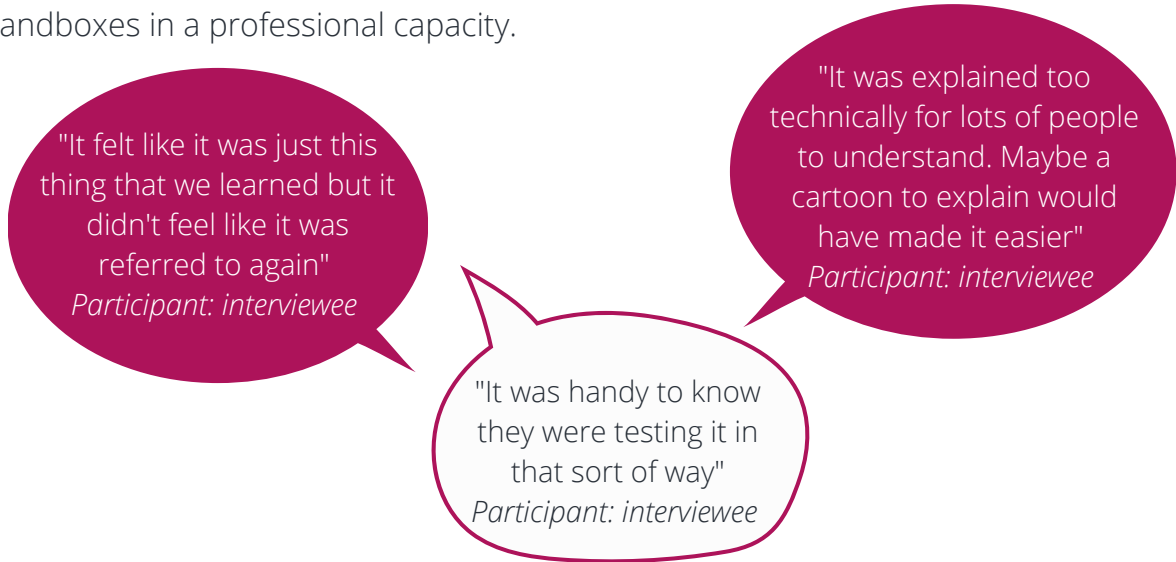 andboxes in a professional capacity.
"It felt like it was just this
thing that we learned but it
didn't feel like it was
referred to again"
Participant: interviewee
"It was explained too
technically for lots of people
to understand. Maybe a
cartoon to explain would
have made it easier"
Participant: interviewee
"It was handy to know
they were testing it in
that sort of way"
Participant: interviewee